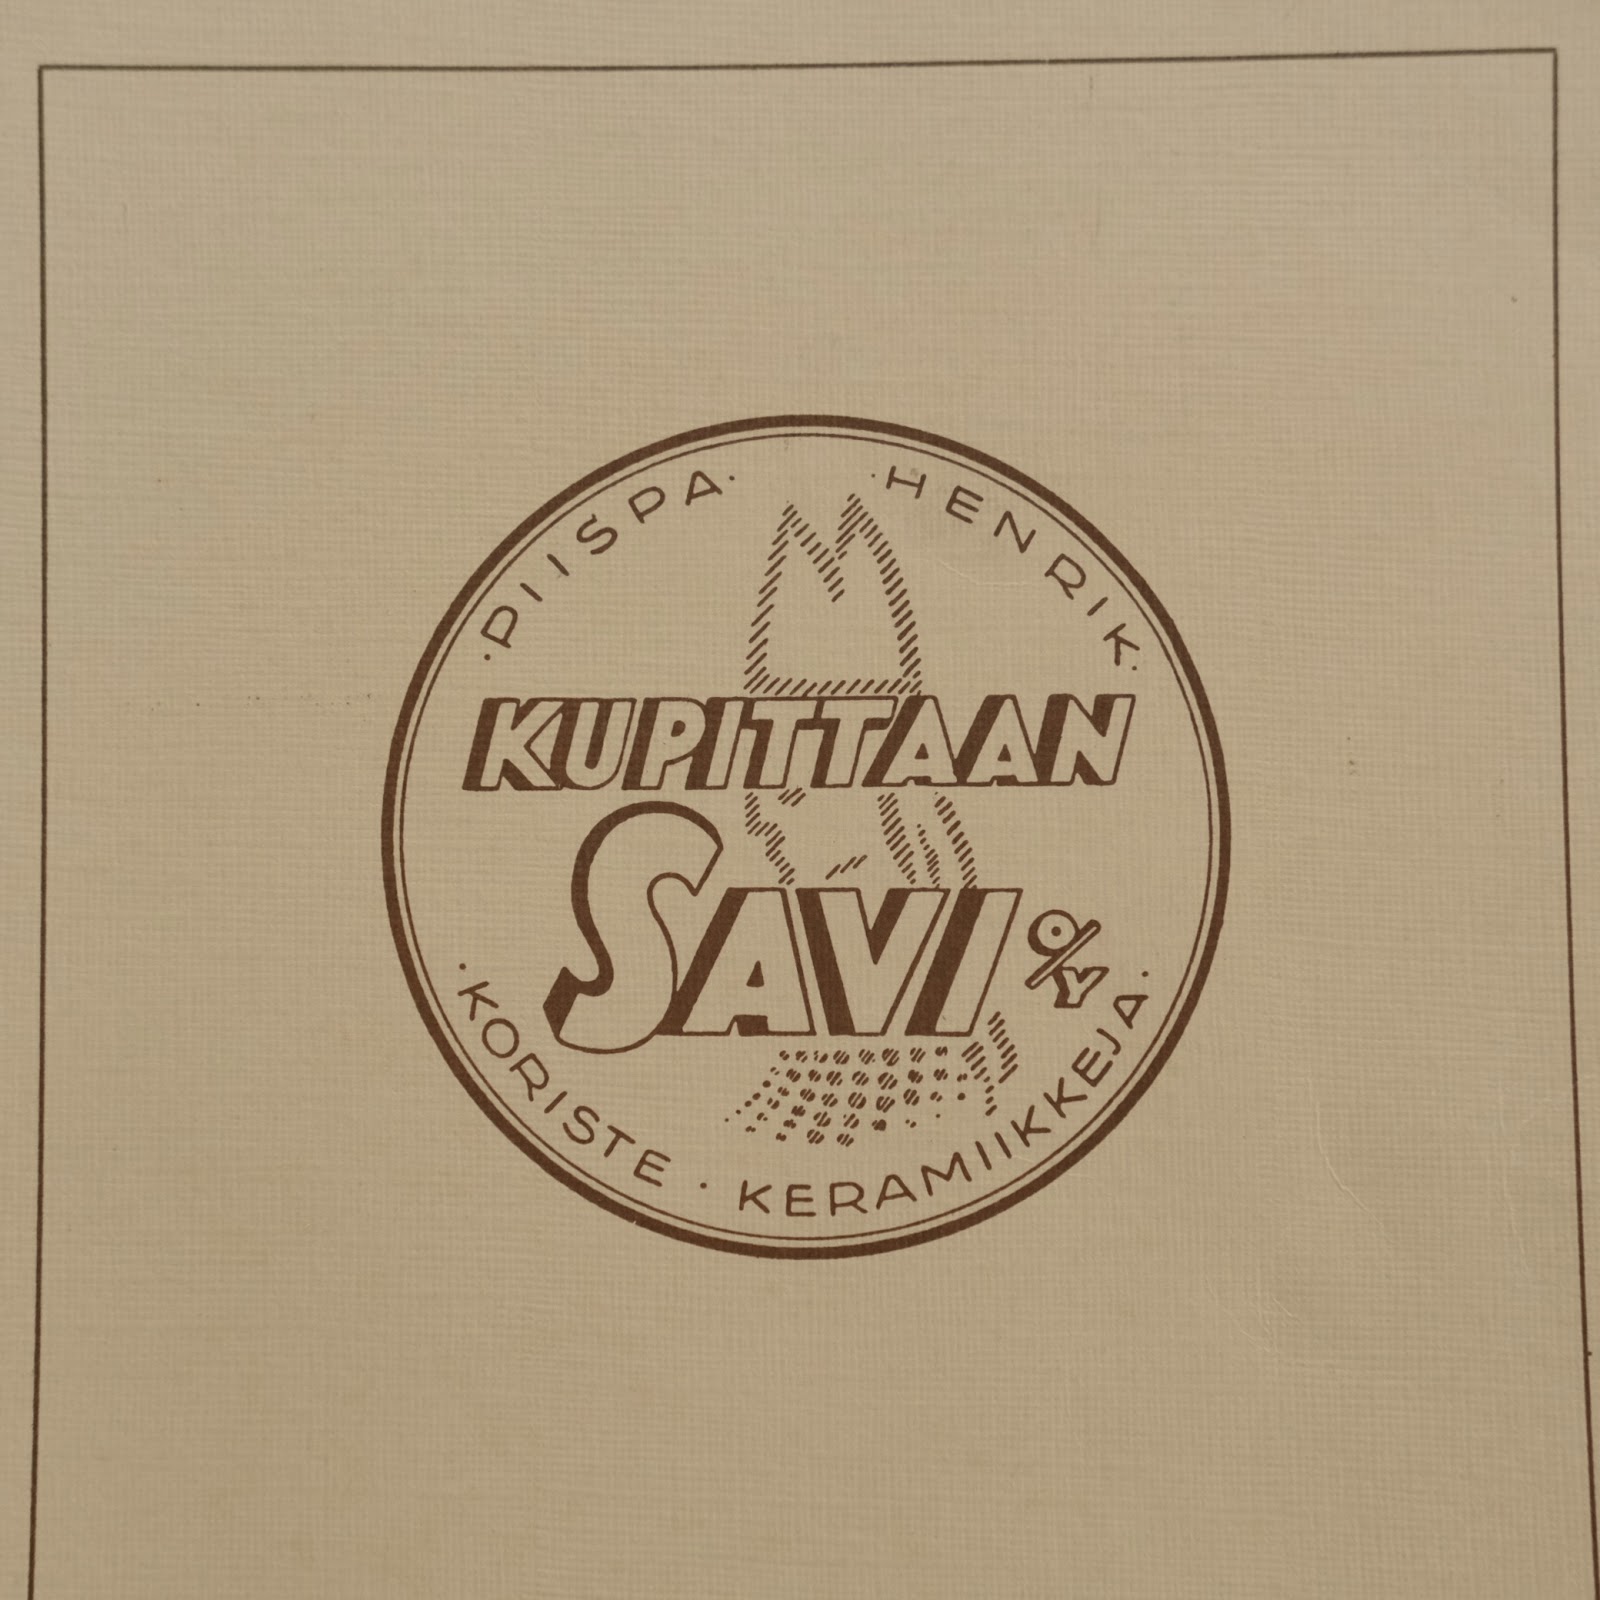 · PIISPA · · HENRIK ·
KUPITTAAN
SAVI O/Y
· KORISTE · KERAMIIKKEJA ·